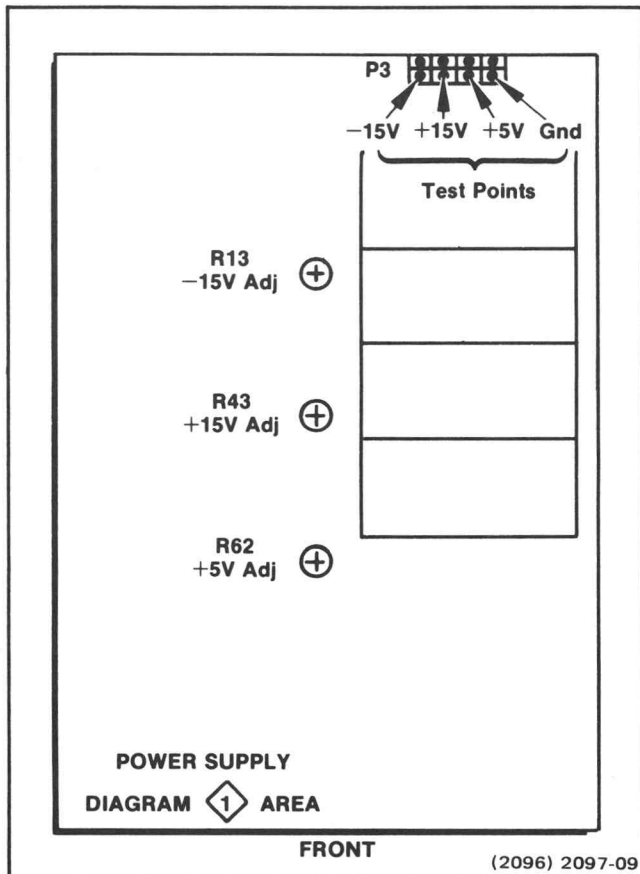 P3
−15V +15V +5V Gnd
Test Points
R13
−15V Adj
R43
+15V Adj
R62
+5V Adj
POWER SUPPLY
DIAGRAM 1 AREA
FRONT
(2096) 2097-09